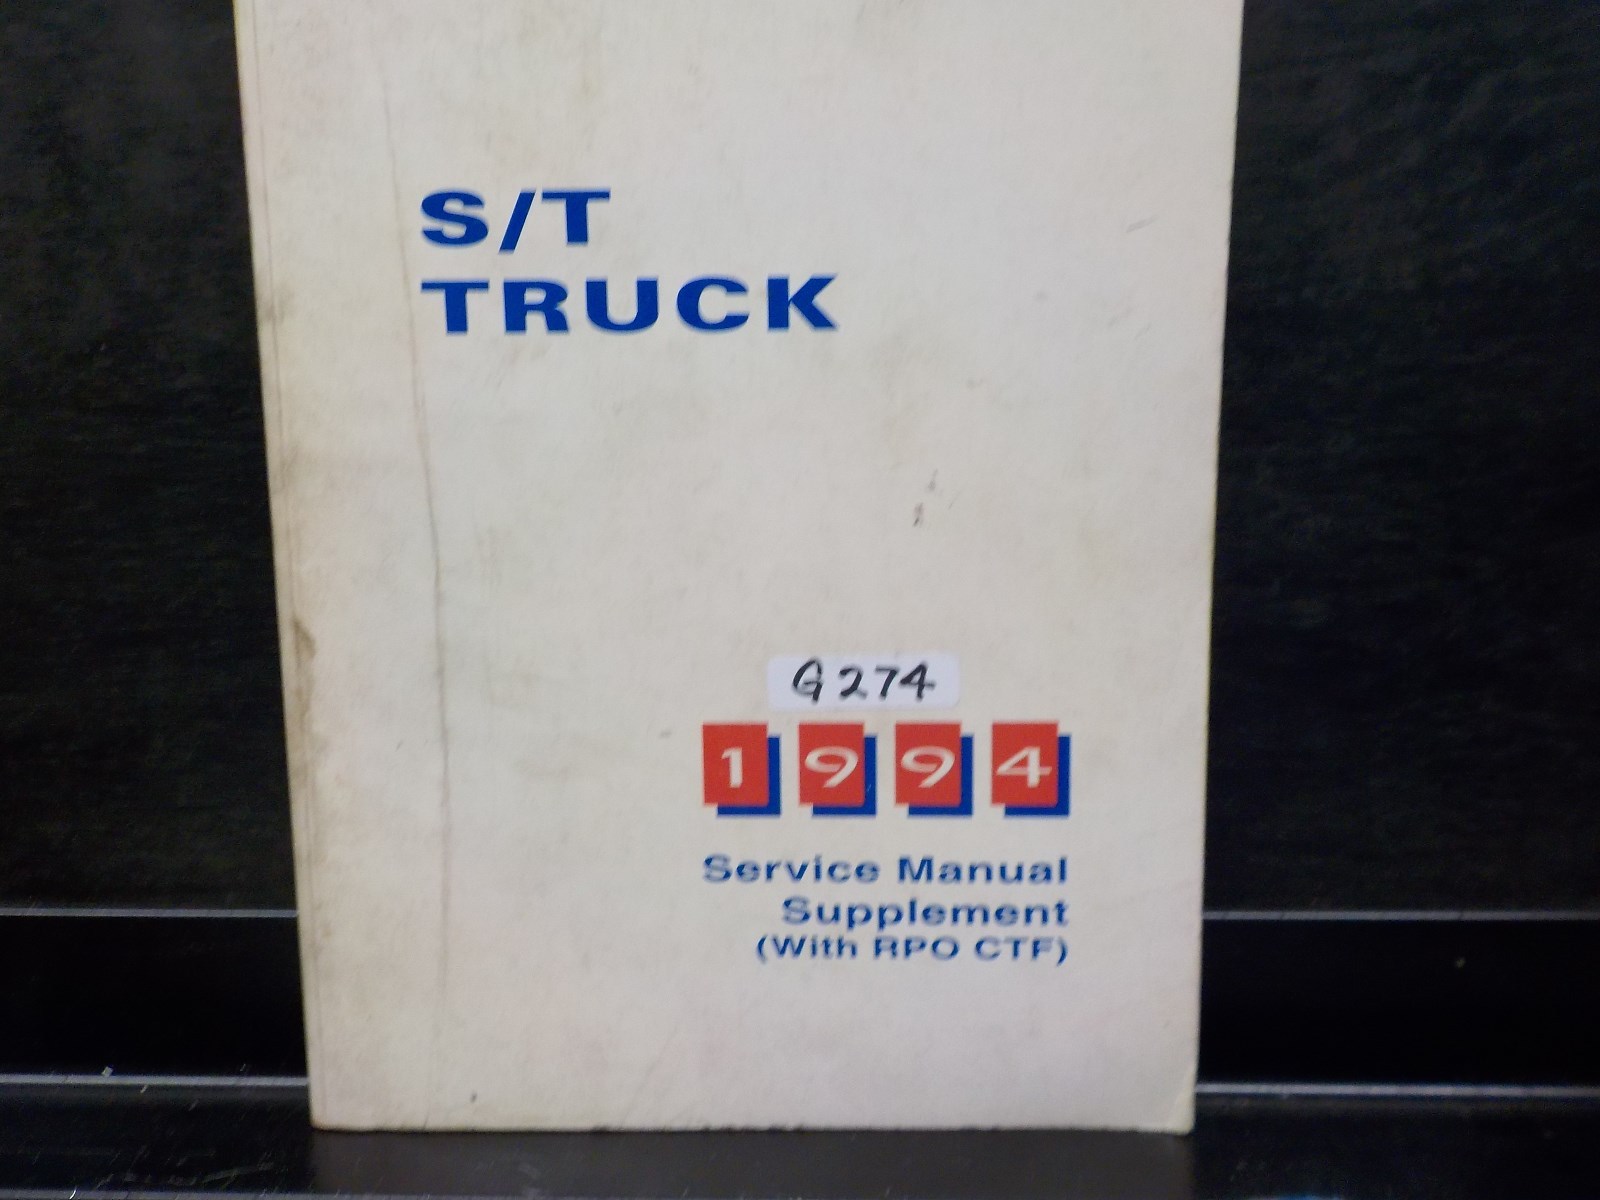 S/T
TRUCK
G274
1994
Service Manual
Supplement
(With RPO CTF)